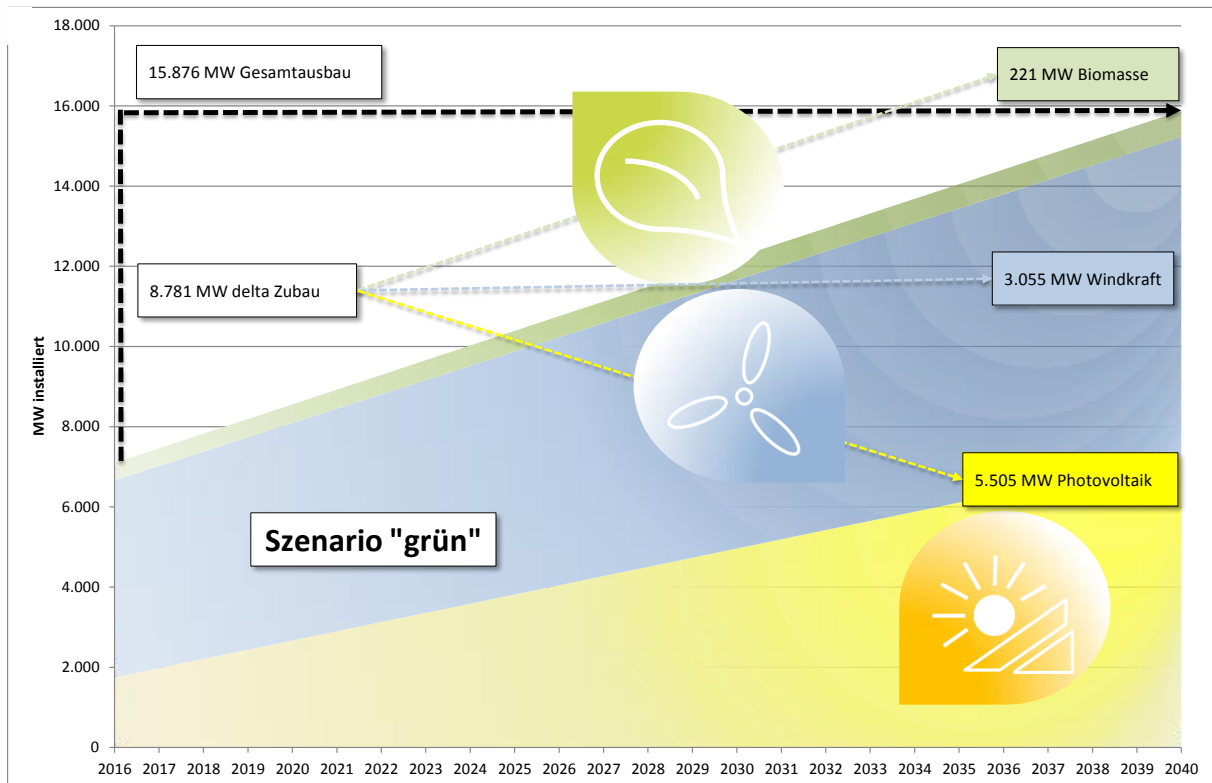 18.000
15.876 MW Gesamtausbau
221 MW Biomasse
16.000
14.000
12.000
8.781 MW delta Zubau
3.055 MW Windkraft
10.000
MW installiert
8.000
5.505 MW Photovoltaik
6.000
Szenario "grün"
4.000
2.000
0
2016 2017 2018 2019 2020 2021 2022 2023 2024 2025 2026 2027 2028 2029 2030 2031 2032 2033 2034 2035 2036 2037 2038 2039 2040